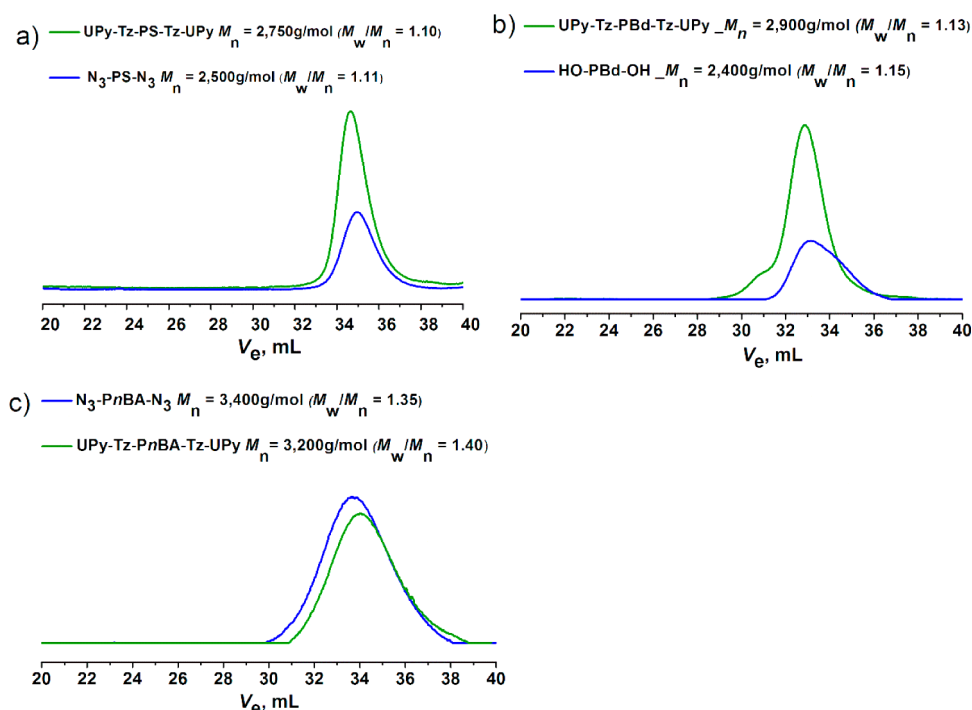 a)
UPy-Tz-PS-Tz-UPy Mn = 2,750g/mol (Mw/Mn = 1.10)
N3-PS-N3 Mn = 2,500g/mol (Mw/Mn = 1.11)
20 22 24 26 28 30 32 34 36 38 40
Ve, mL
b)
UPy-Tz-PBd-Tz-UPy _Mn = 2,900g/mol (Mw/Mn = 1.13)
HO-PBd-OH _Mn = 2,400g/mol (Mw/Mn = 1.15)
20 22 24 26 28 30 32 34 36 38 40
Ve, mL
c)
N3-PnBA-N3 Mn = 3,400g/mol (Mw/Mn = 1.35)
UPy-Tz-PnBA-Tz-UPy Mn = 3,200g/mol (Mw/Mn = 1.40)
20 22 24 26 28 30 32 34 36 38 40
Ve, mL